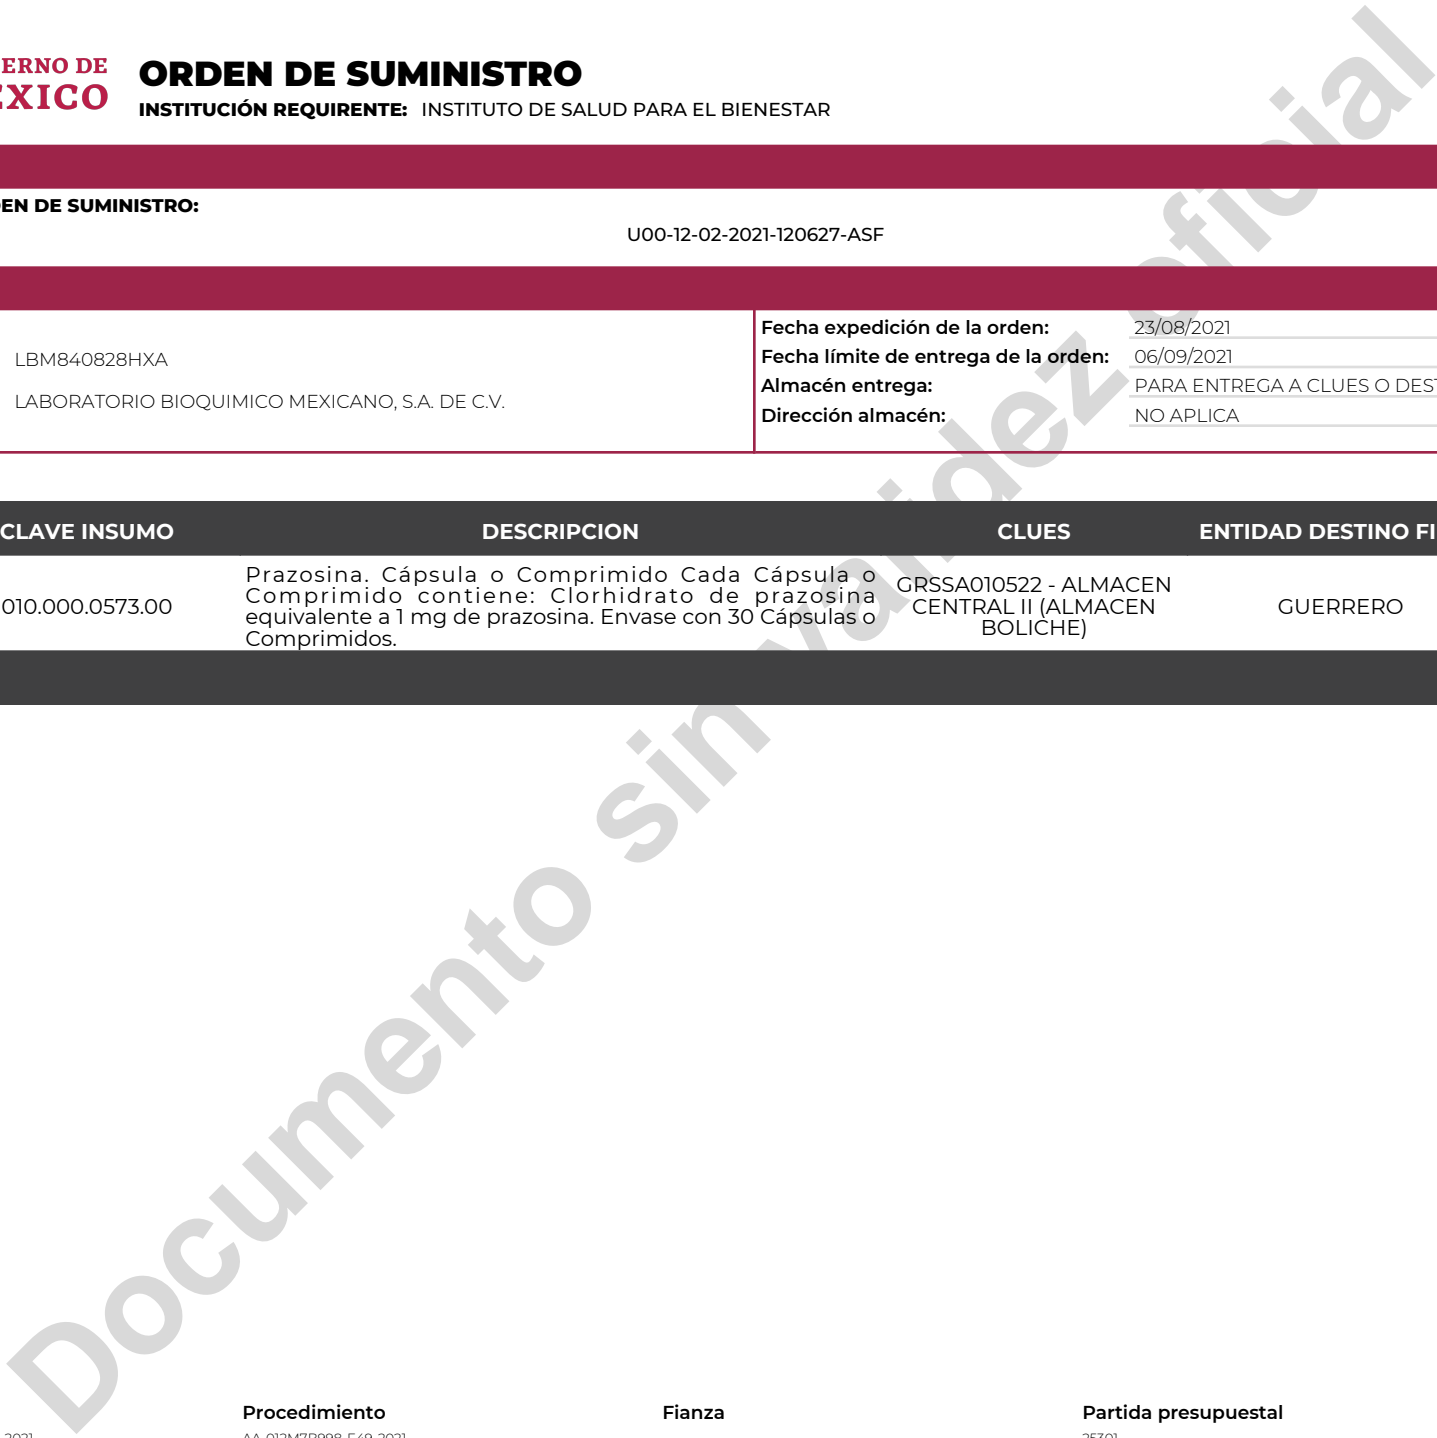 ERNO DE
EXICO
ORDEN DE SUMINISTRO
INSTITUCIÓN REQUIRENTE: INSTITUTO DE SALUD PARA EL BIENESTAR
EN DE SUMINISTRO:
U00-12-02-2021-120627-ASF
LBM840828HXA
LABORATORIO BIOQUIMICO MEXICANO, S.A. DE C.V.
Fecha expedición de la orden: 23/08/2021
Fecha límite de entrega de la orden: 06/09/2021
Almacén entrega: PARA ENTREGA A CLUES O DEST
Dirección almacén: NO APLICA
CLAVE INSUMO DESCRIPCION CLUES ENTIDAD DESTINO FI
010.000.0573.00
Prazosina. Cápsula o Comprimido Cada Cápsula o
Comprimido contiene: Clorhidrato de prazosina
equivalente a 1 mg de prazosina. Envase con 30 Cápsulas o
Comprimidos.
GRSSA010522 - ALMACEN
CENTRAL II (ALMACEN
BOLICHE)
GUERRERO
Documento sin validez oficial
Procedimiento Fianza Partida presupuestal